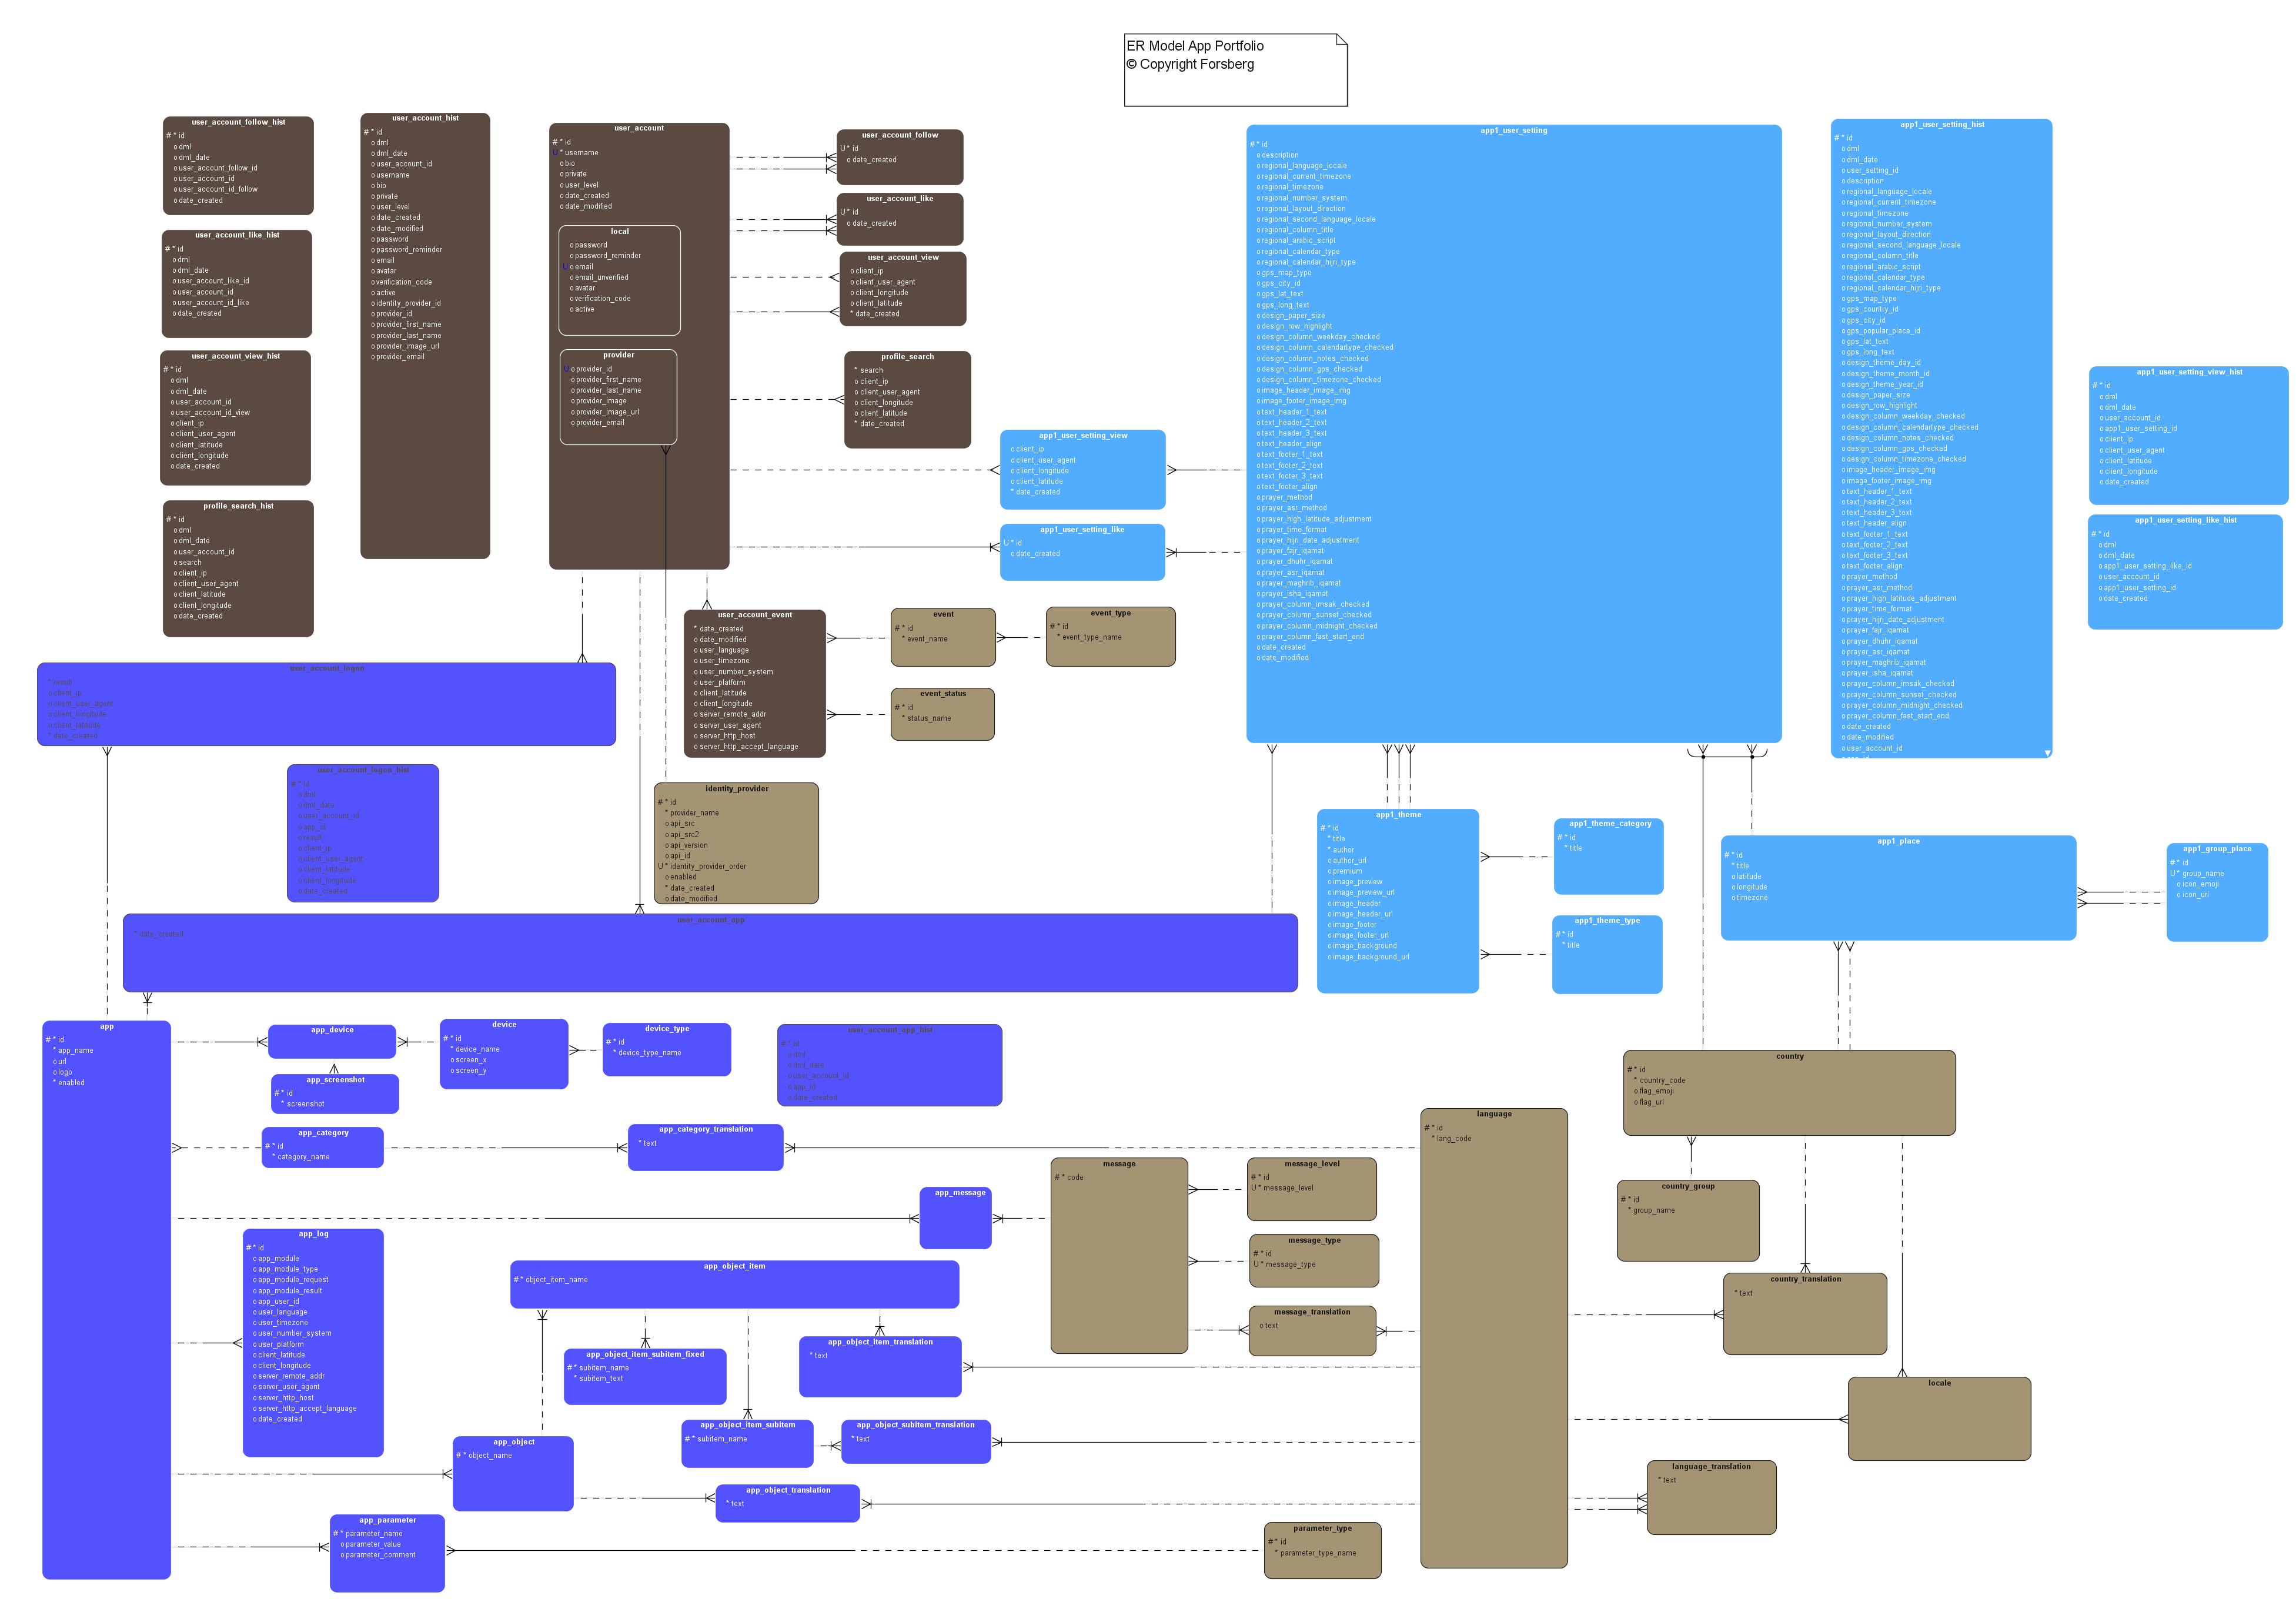 ER Model App Portfolio
© Copyright Forsberg
user_account_follow_hist
# * id
o dml
o dml_date
o user_account_follow_id
o user_account_id
o user_account_id_follow
o date_created
user_account_like_hist
# * id
o dml
o dml_date
o user_account_like_id
o user_account_id
o user_account_id_like
o date_created
user_account_view_hist
# * id
o dml
o dml_date
o user_account_id
o user_account_id_view
o client_ip
o client_user_agent
o client_latitude
o client_longitude
o date_created
profile_search_hist
# * id
o dml
o dml_date
o user_account_id
o search
o client_ip
o client_user_agent
o client_latitude
o client_longitude
o date_created
user_account_hist
# * id
o dml
o dml_date
o user_account_id
o username
o bio
o private
o user_level
o date_created
o date_modified
o password
o password_reminder
o email
o avatar
o verification_code
o active
o identity_provider_id
o provider_id
o provider_first_name
o provider_last_name
o provider_image_url
o provider_email
user_account
# * id
U * username
o bio
o private
o user_level
o date_created
o date_modified
local
o password
o password_reminder
U o email
o email_unverified
o avatar
o verification_code
o active
provider
U o provider_id
o provider_first_name
o provider_last_name
o provider_image
o provider_image_url
o provider_email
user_account_follow
U * id
o date_created
user_account_like
U * id
o date_created
user_account_view
o client_ip
o client_user_agent
o client_longitude
o client_latitude
* date_created
profile_search
* search
o client_ip
o client_user_agent
o client_longitude
o client_latitude
* date_created
app1_user_setting_view
o client_ip
o client_user_agent
o client_longitude
o client_latitude
* date_created
app1_user_setting_like
U * id
o date_created
app1_user_setting
# * id
o description
o regional_language_locale
o regional_current_timezone
o regional_timezone
o regional_number_system
o regional_layout_direction
o regional_second_language_locale
o regional_column_title
o regional_arabic_script
o regional_calendar_type
o regional_calendar_hijri_type
o gps_map_type
o gps_city_id
o gps_lat_text
o gps_long_text
o design_paper_size
o design_row_highlight
o design_column_weekday_checked
o design_column_calendartype_checked
o design_column_notes_checked
o design_column_gps_checked
o design_column_timezone_checked
o image_header_image_img
o image_footer_image_img
o text_header_1_text
o text_header_2_text
o text_header_3_text
o text_header_align
o text_footer_1_text
o text_footer_2_text
o text_footer_3_text
o text_footer_align
o prayer_method
o prayer_asr_method
o prayer_high_latitude_adjustment
o prayer_time_format
o prayer_hijri_date_adjustment
o prayer_fajr_iqamat
o prayer_dhuhr_iqamat
o prayer_asr_iqamat
o prayer_maghrib_iqamat
o prayer_isha_iqamat
o prayer_column_imsak_checked
o prayer_column_sunset_checked
o prayer_column_midnight_checked
o prayer_column_fast_start_end
o date_created
o date_modified
app1_user_setting_hist
# * id
o dml
o dml_date
o user_setting_id
o description
o regional_language_locale
o regional_current_timezone
o regional_timezone
o regional_number_system
o regional_layout_direction
o regional_second_language_locale
o regional_column_title
o regional_arabic_script
o regional_calendar_type
o regional_calendar_hijri_type
o gps_map_type
o gps_country_id
o gps_city_id
o gps_popular_place_id
o gps_lat_text
o gps_long_text
o design_theme_day_id
o design_theme_month_id
o design_theme_year_id
o design_paper_size
o design_row_highlight
o design_column_weekday_checked
o design_column_calendartype_checked
o design_column_notes_checked
o design_column_gps_checked
o design_column_timezone_checked
o image_header_image_img
o image_footer_image_img
o text_header_1_text
o text_header_2_text
o text_header_3_text
o text_header_align
o text_footer_1_text
o text_footer_2_text
o text_footer_3_text
o text_footer_align
o prayer_method
o prayer_asr_method
o prayer_high_latitude_adjustment
o prayer_time_format
o prayer_hijri_date_adjustment
o prayer_fajr_iqamat
o prayer_dhuhr_iqamat
o prayer_asr_iqamat
o prayer_maghrib_iqamat
o prayer_isha_iqamat
o prayer_column_imsak_checked
o prayer_column_sunset_checked
o prayer_column_midnight_checked
o prayer_column_fast_start_end
o date_created
o date_modified
o user_account_id
app1_user_setting_view_hist
# * id
o dml
o dml_date
o user_account_id
o app1_user_setting_id
o client_ip
o client_user_agent
o client_latitude
o client_longitude
o date_created
app1_user_setting_like_hist
# * id
o dml
o dml_date
o app1_user_setting_like_id
o user_account_id
o app1_user_setting_id
o date_created
user_account_event
* date_created
o date_modified
o user_language
o user_timezone
o user_number_system
o user_platform
o client_latitude
o client_longitude
o server_remote_addr
o server_user_agent
o server_http_host
o server_http_accept_language
event
# * id
* event_name
event_type
# * id
* event_type_name
event_status
# * id
* status_name
user_account_logon
* result
o client_ip
o client_user_agent
o client_longitude
o client_latitude
* date_created
user_account_logon_hist
# * id
o dml
o dml_date
o user_account_id
o app_id
o result
o client_ip
o client_user_agent
o client_latitude
o client_longitude
o date_created
identity_provider
# * id
* provider_name
o api_src
o api_src2
o api_version
o api_id
U * identity_provider_order
o enabled
* date_created
o date_modified
app1_theme
# * id
* title
* author
o author_url
o premium
o image_preview
o image_preview_url
o image_header
o image_header_url
o image_footer
o image_footer_url
o image_background
o image_background_url
app1_theme_category
# * id
* title
app1_theme_type
# * id
* title
app1_place
# * id
* title
o latitude
o longitude
o timezone
app1_group_place
# * id
U * group_name
o icon_emoji
o icon_url
user_account_app
* date_created
app
# * id
* app_name
o url
o logo
* enabled
app_device
device
# * id
* device_name
o screen_x
o screen_y
device_type
# * id
* device_type_name
app_screenshot
# * id
* screenshot
user_account_app_hist
# * id
o dml
o dml_date
o user_account_id
o app_id
o date_created
app_category
# * id
* category_name
app_category_translation
* text
country
# * id
* country_code
o flag_emoji
o flag_url
language
# * id
* lang_code
message
# * code
message_level
# * id
U * message_level
message_type
# * id
U * message_type
message_translation
o text
country_group
# * id
* group_name
country_translation
* text
locale
language_translation
* text
app_message
app_log
# * id
o app_module
o app_module_type
o app_module_request
o app_module_result
o app_user_id
o user_language
o user_timezone
o user_number_system
o user_platform
o client_latitude
o client_longitude
o server_remote_addr
o server_user_agent
o server_http_host
o server_http_accept_language
o date_created
app_object_item
# * object_item_name
app_object_item_subitem_fixed
# * subitem_name
* subitem_text
app_object_item_translation
* text
app_object_item_subitem
# * subitem_name
app_object_subitem_translation
* text
app_object
# * object_name
app_object_translation
* text
app_parameter
# * parameter_name
o parameter_value
o parameter_comment
parameter_type
# * id
* parameter_type_name